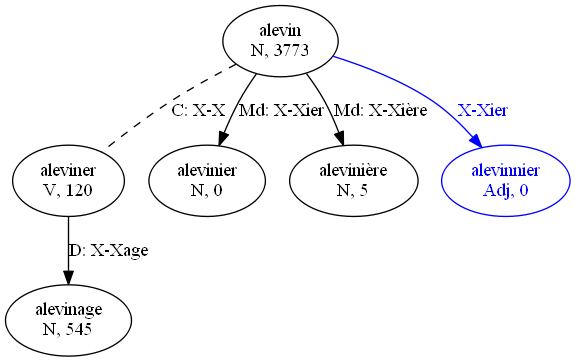 alevin
N, 3773
C: X-X
Md: X-Xier
Md: X-Xière
X-Xier
aleviner
V, 120
alevinier
N, 0
alevinière
N, 5
alevinnier
Adj, 0
D: X-Xage
alevinage
N, 545